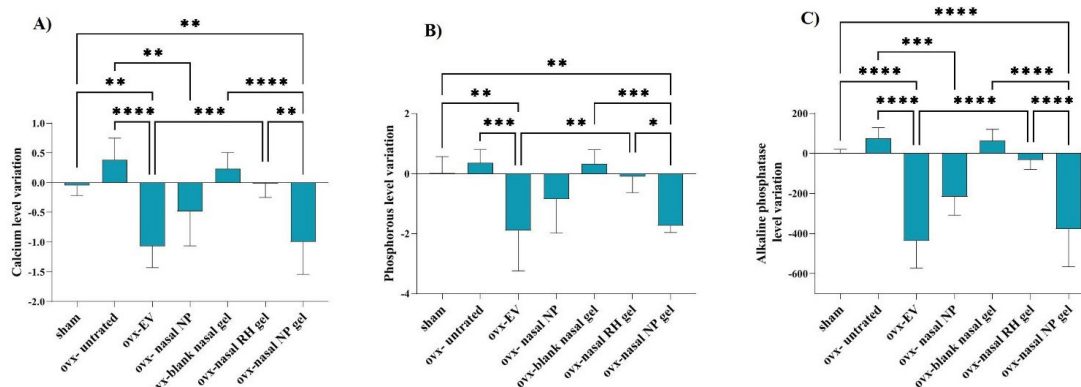 A)
**
**
**
****
****
***
**
Calcium level variation
1.0
0.5
0.0
-0.5
-1.0
-1.5
-2.0
sham
ovx- untrated
ovx-EV
ovx- nasal NP
ovx-blank nasal gel
ovx-nasal RH gel
ovx-nasal NP gel
B)
**
**
***
***
**
*
Phosphorous level variation
2
0
-2
-4
sham
ovx- untrated
ovx-EV
ovx- nasal NP
ovx-blank nasal gel
ovx-nasal RH gel
ovx-nasal NP gel
C)
****
***
****
****
****
****
****
Alkaline phosphatase
level variation
200
0
-200
-400
-600
sham
ovx- untrated
ovx-EV
ovx- nasal NP
ovx-blank nasal gel
ovx-nasal RH gel
ovx-nasal NP gel